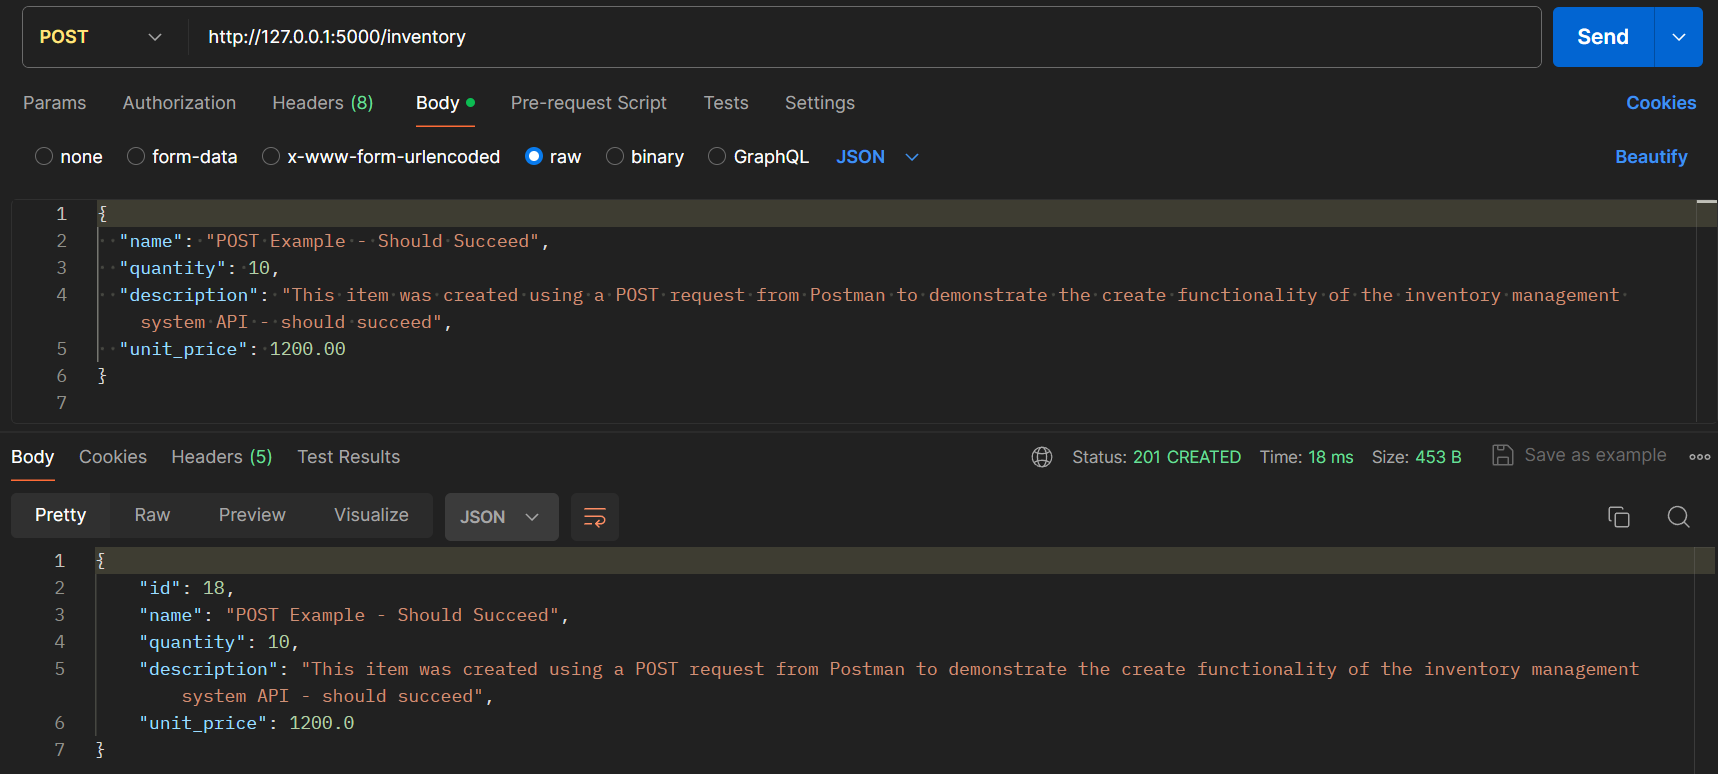 POST http://127.0.0.1:5000/inventory Send
Params Authorization Headers (8) Body Pre-request Script Tests Settings Cookies
none form-data x-www-form-urlencoded raw binary GraphQL JSON Beautify
1 {
2 "name": "POST Example - Should Succeed",
3 "quantity": 10,
4 "description": "This item was created using a POST request from Postman to demonstrate the create functionality of the inventory management
system API - should succeed",
5 "unit_price": 1200.00
6 }
7
Body Cookies Headers (5) Test Results Status: 201 CREATED Time: 18 ms Size: 453 B Save as example
Pretty Raw Preview Visualize JSON
1 {
2 "id": 18,
3 "name": "POST Example - Should Succeed",
4 "quantity": 10,
5 "description": "This item was created using a POST request from Postman to demonstrate the create functionality of the inventory management
system API - should succeed",
6 "unit_price": 1200.0
7 }